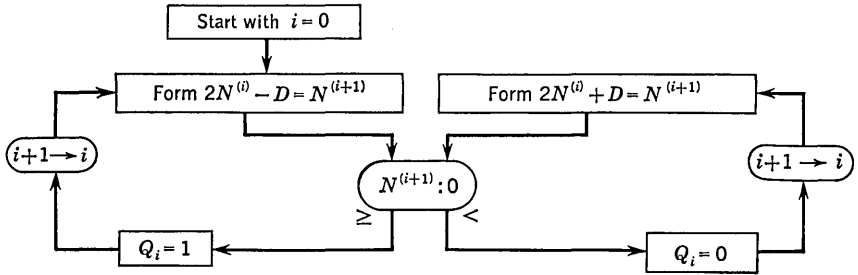 Start with i=0
Form 2N^(i) − D = N^(i+1)
Form 2N^(i) + D = N^(i+1)
i+1→i
N^(i+1) : 0
i+1 → i
≥ <
Q_i = 1
Q_i = 0